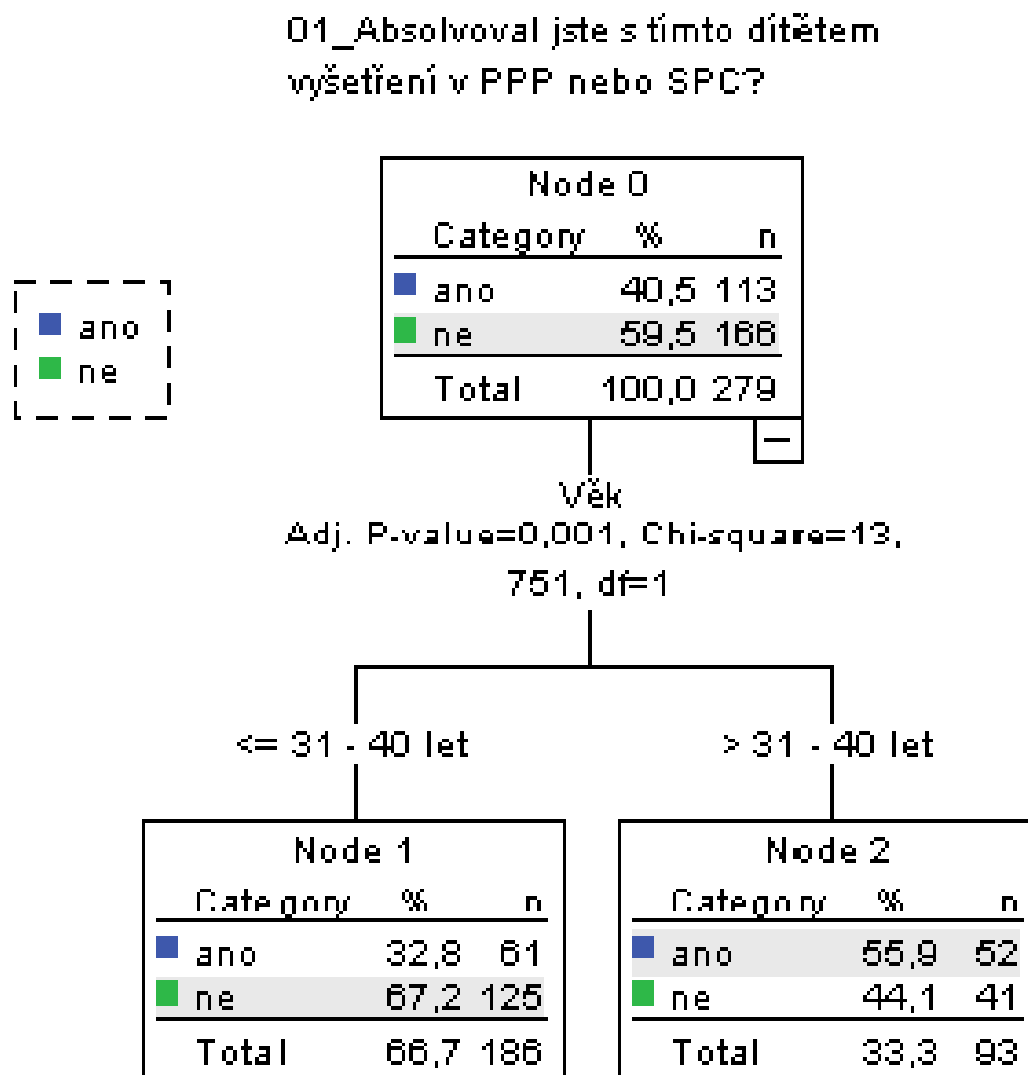 O1_Absolvoval jste s tímto dítětem
vyšetření v PPP nebo SPC?
Node 0
Category % n
ano 40,5 113
ne 59,5 166
Total 100,0 279
ano
ne
Věk
Adj. P-value=0,001, Chi-square=13,
751, df=1
<= 31 - 40 let
> 31 - 40 let
Node 1
Category % n
ano 32,8 61
ne 67,2 125
Total 66,7 186
Node 2
Category % n
ano 55,9 52
ne 44,1 41
Total 33,3 93